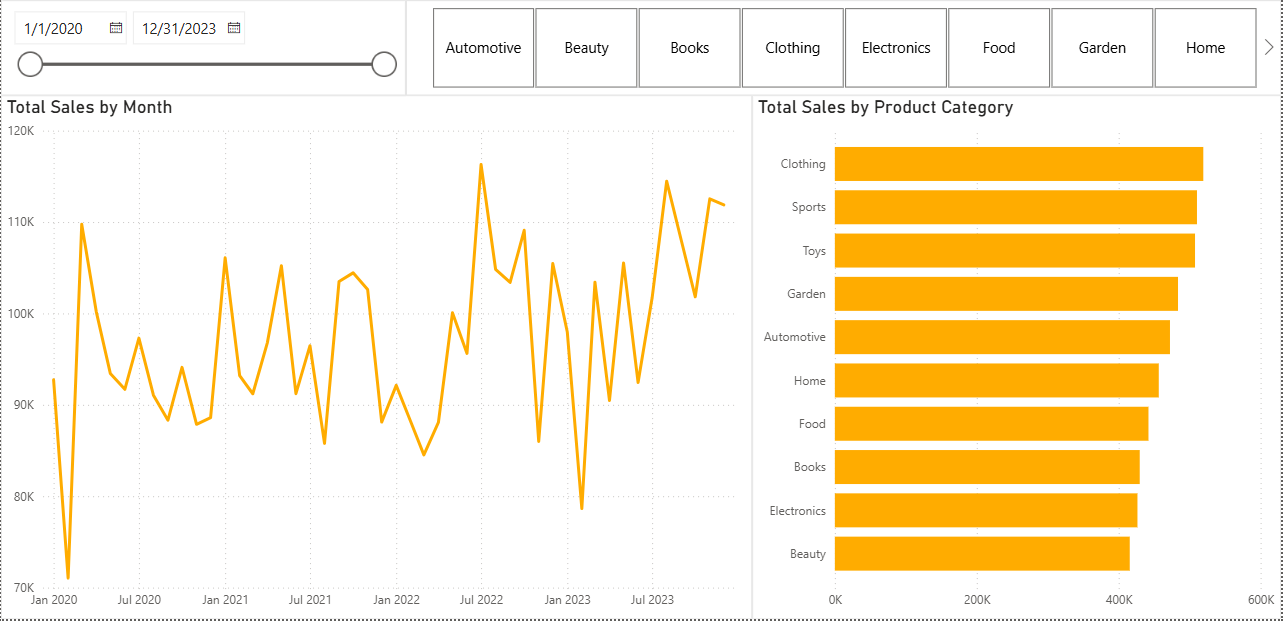 1/1/2020 12/31/2023
Automotive Beauty Books Clothing Electronics Food Garden Home
Total Sales by Month
120K
110K
100K
90K
80K
70K
Jan 2020 Jul 2020 Jan 2021 Jul 2021 Jan 2022 Jul 2022 Jan 2023 Jul 2023
Total Sales by Product Category
Clothing
Sports
Toys
Garden
Automotive
Home
Food
Books
Electronics
Beauty
0K 200K 400K 600K